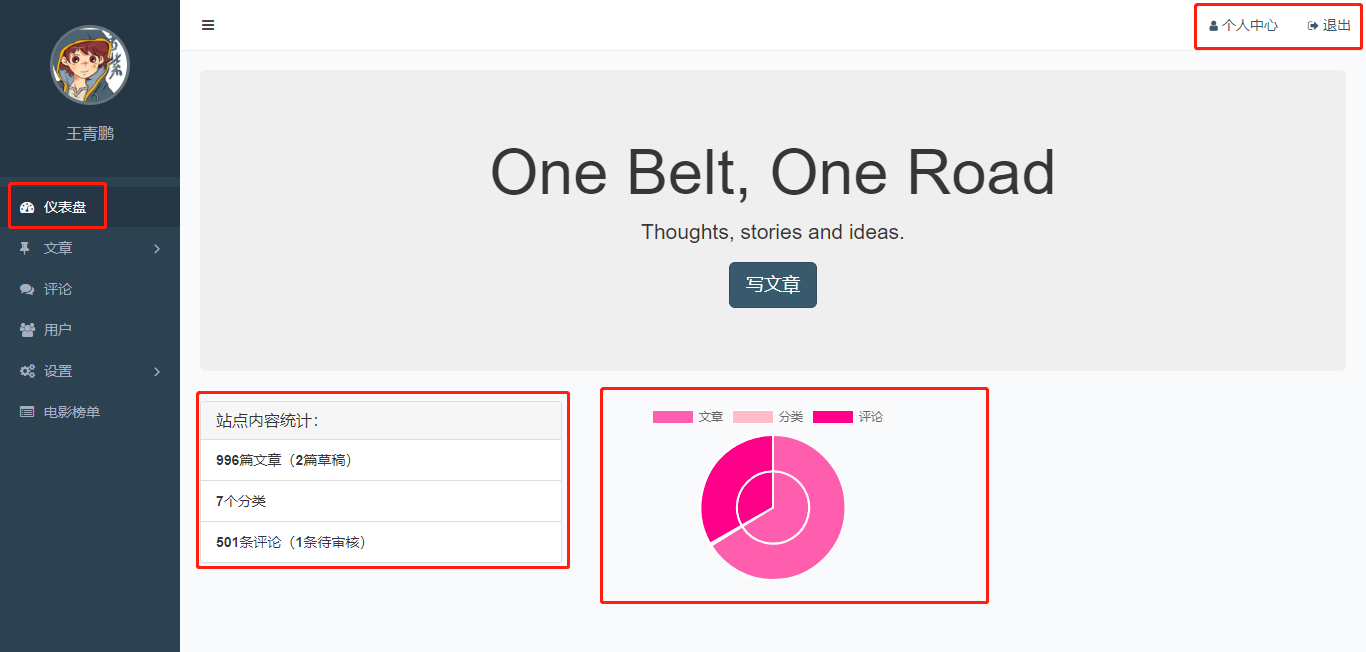 个人中心 退出
王青鹏
仪表盘
文章
评论
用户
设置
电影榜单
One Belt, One Road
Thoughts, stories and ideas.
写文章
站点内容统计：
996篇文章（2篇草稿）
7个分类
501条评论（1条待审核）
文章 分类 评论